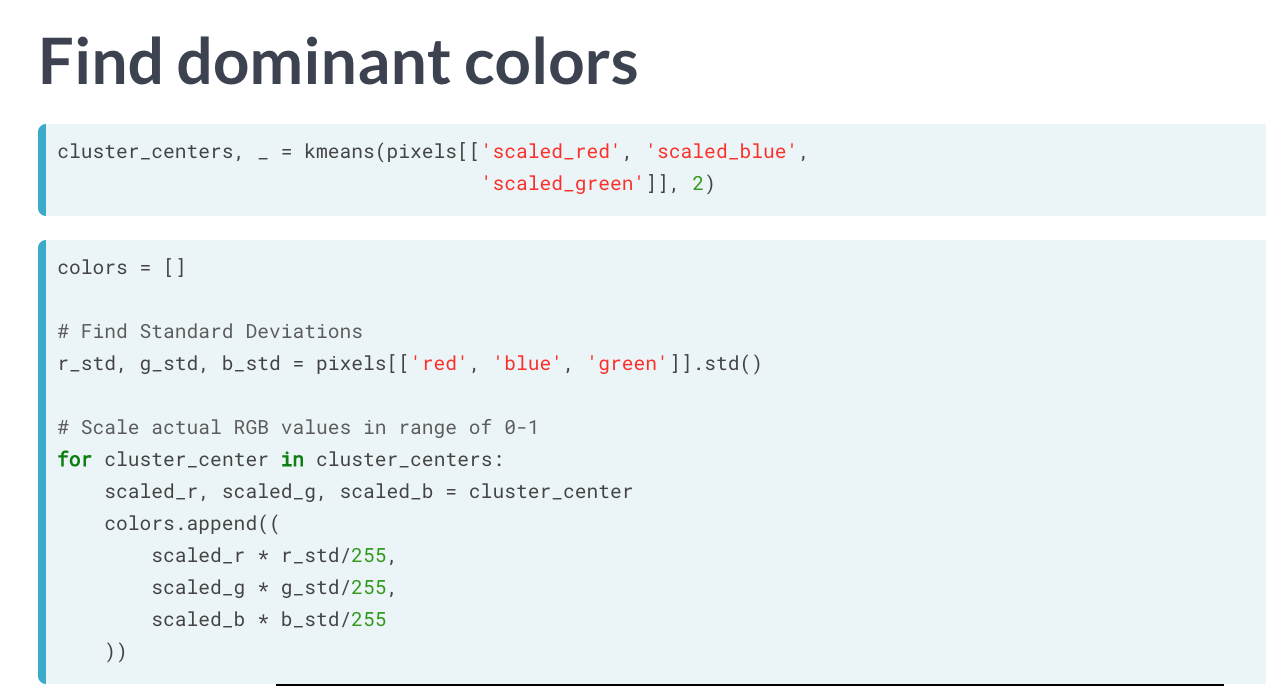 Find dominant colors
cluster_centers, _ = kmeans(pixels[['scaled_red', 'scaled_blue',
                                    'scaled_green']], 2)
colors = []
# Find Standard Deviations
r_std, g_std, b_std = pixels[['red', 'blue', 'green']].std()
# Scale actual RGB values in range of 0-1
for cluster_center in cluster_centers:
    scaled_r, scaled_g, scaled_b = cluster_center
    colors.append((
        scaled_r * r_std/255,
        scaled_g * g_std/255,
        scaled_b * b_std/255
    ))